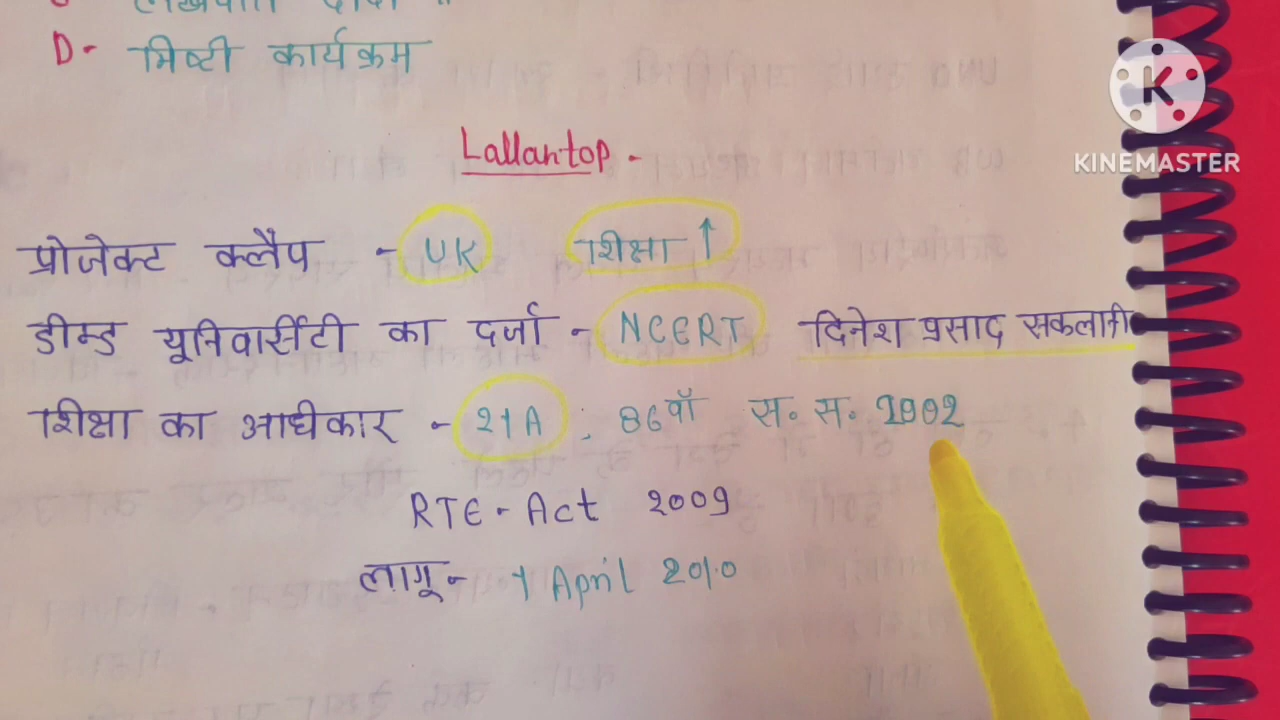 D- मिष्टी कार्यक्रम
Lallantop -
प्रोजेक्ट क्लैप - UK शिक्षा ↑
डीम्ड यूनिवर्सिटी का दर्जा - NCERT दिनेश प्रसाद सकलानी
शिक्षा का अधिकार - 21A : 86वाँ स. स. 2002
RTE - Act 2009
लागू - 1 April 2010
KINEMASTER